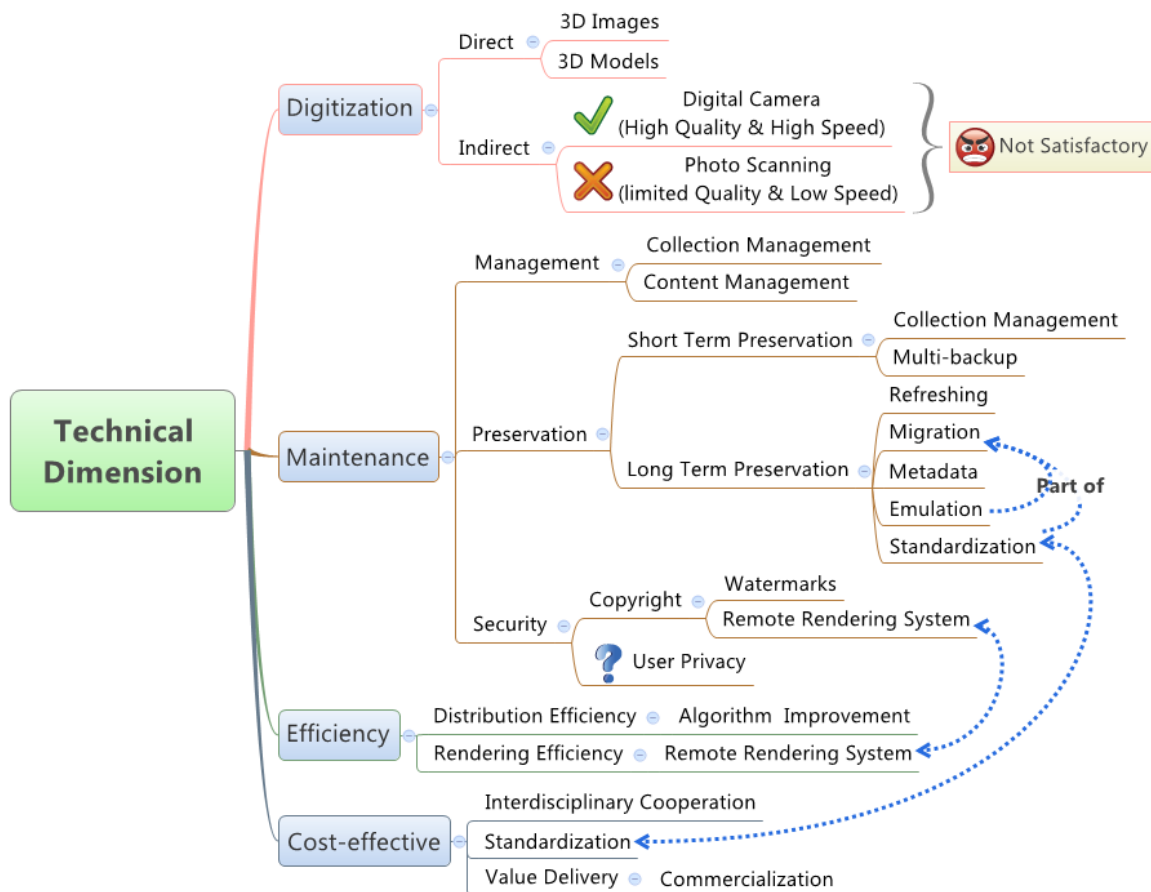 3D Images
Direct
3D Models
Digitization
Digital Camera
(High Quality & High Speed)
Indirect
Photo Scanning
(limited Quality & Low Speed)
Not Satisfactory
Collection Management
Management
Content Management
Collection Management
Short Term Preservation
Multi-backup
Refreshing
Technical
Dimension
Maintenance
Preservation
Migration
Long Term Preservation
Metadata
Part of
Emulation
Standardization
Watermarks
Copyright
Remote Rendering System
Security
User Privacy
Efficiency
Distribution Efficiency
Algorithm Improvement
Rendering Efficiency
Remote Rendering System
Interdisciplinary Cooperation
Cost-effective
Standardization
Value Delivery
Commercialization